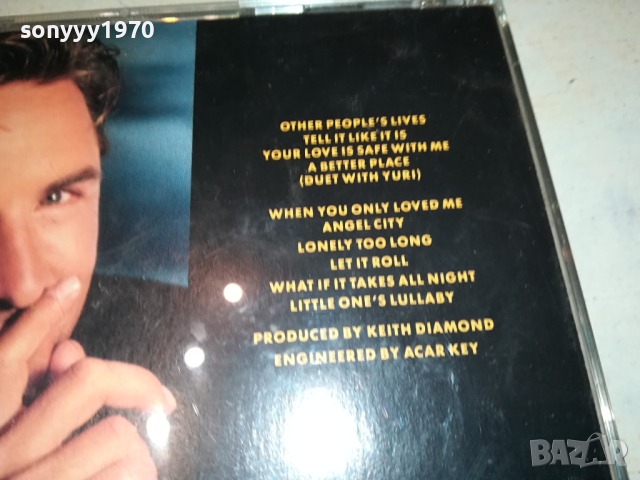 sonyyy1970
OTHER PEOPLE'S LIVES
TELL IT LIKE IT IS
YOUR LOVE IS SAFE WITH ME
A BETTER PLACE
(DUET WITH YURI)
WHEN YOU ONLY LOVED ME
ANGEL CITY
LONELY TOO LONG
LET IT ROLL
WHAT IF IT TAKES ALL NIGHT
LITTLE ONE'S LULLABY
PRODUCED BY KEITH DIAMOND
ENGINEERED BY ACAR KEY
BAZAR
bg